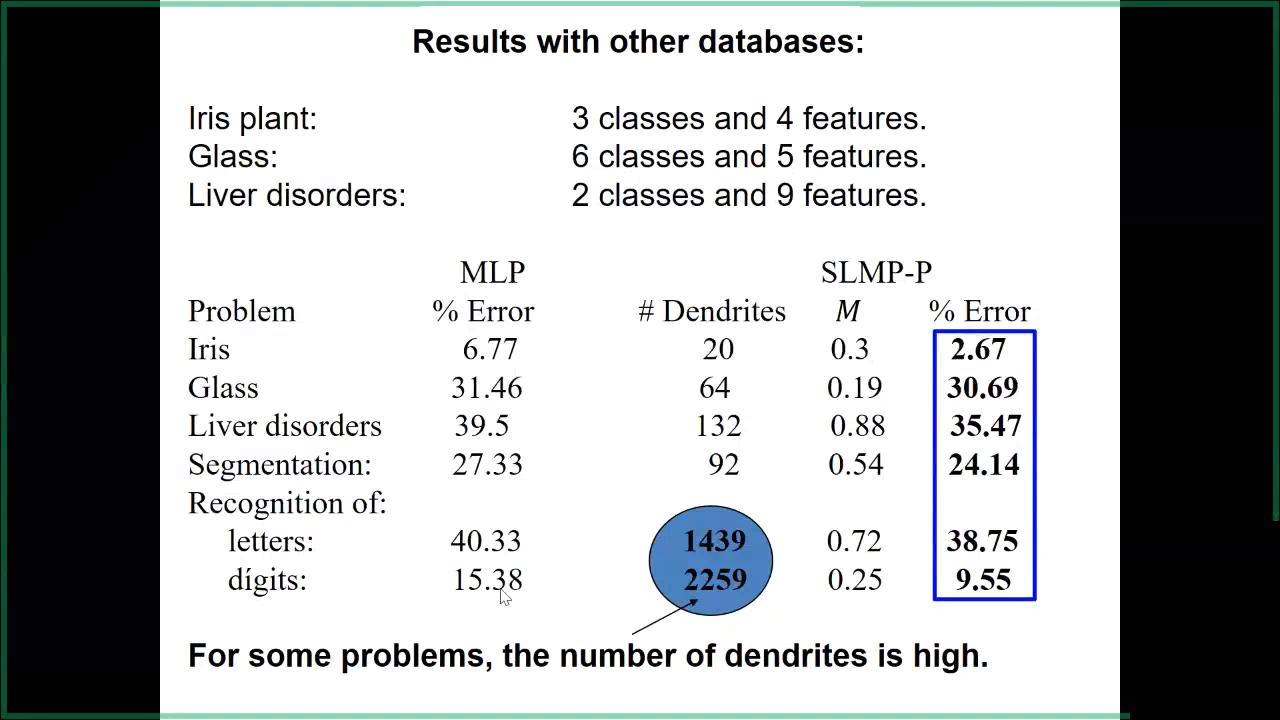 Results with other databases:
Iris plant: 3 classes and 4 features.
Glass: 6 classes and 5 features.
Liver disorders: 2 classes and 9 features.
MLP SLMP-P
Problem % Error # Dendrites M % Error
Iris 6.77 20 0.3 2.67
Glass 31.46 64 0.19 30.69
Liver disorders 39.5 132 0.88 35.47
Segmentation: 27.33 92 0.54 24.14
Recognition of:
letters: 40.33 1439 0.72 38.75
dígits: 15.38 2259 0.25 9.55
For some problems, the number of dendrites is high.